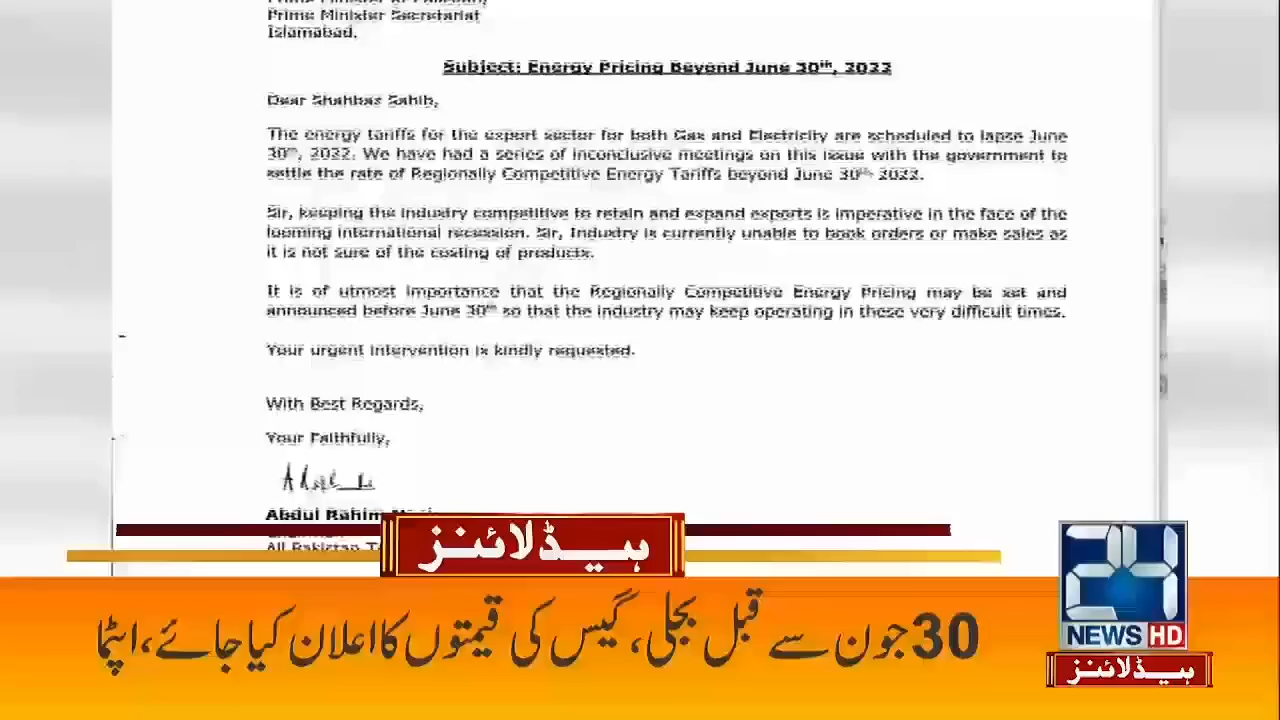 Prime Minister Secretariat
Islamabad.
Subject: Energy Pricing Beyond June 30th, 2022
Dear Shahbaz Sahib,
The energy tariffs for the export sector for both Gas and Electricity are scheduled to lapse June
30th, 2022. We have had a series of inconclusive meetings on this issue with the government to
settle the rate of Regionally Competitive Energy Tariffs beyond June 30th 2022.
Sir, keeping the industry competitive to retain and expand exports is imperative in the face of the
looming international recession. Sir, Industry is currently unable to book orders or make sales as
it is not sure of the costing of products.
It is of utmost importance that the Regionally Competitive Energy Pricing may be set and
announced before June 30th so that the industry may keep operating in these very difficult times.
Your urgent intervention is kindly requested.
With Best Regards,
Your Faithfully,
Abdul Rahim
All Pakistan
ہیڈلائنز
30 جون سے قبل بجلی، گیس کی قیمتوں کا اعلان کیا جائے، اپٹما
24
NEWS HD
ہیڈلائنز